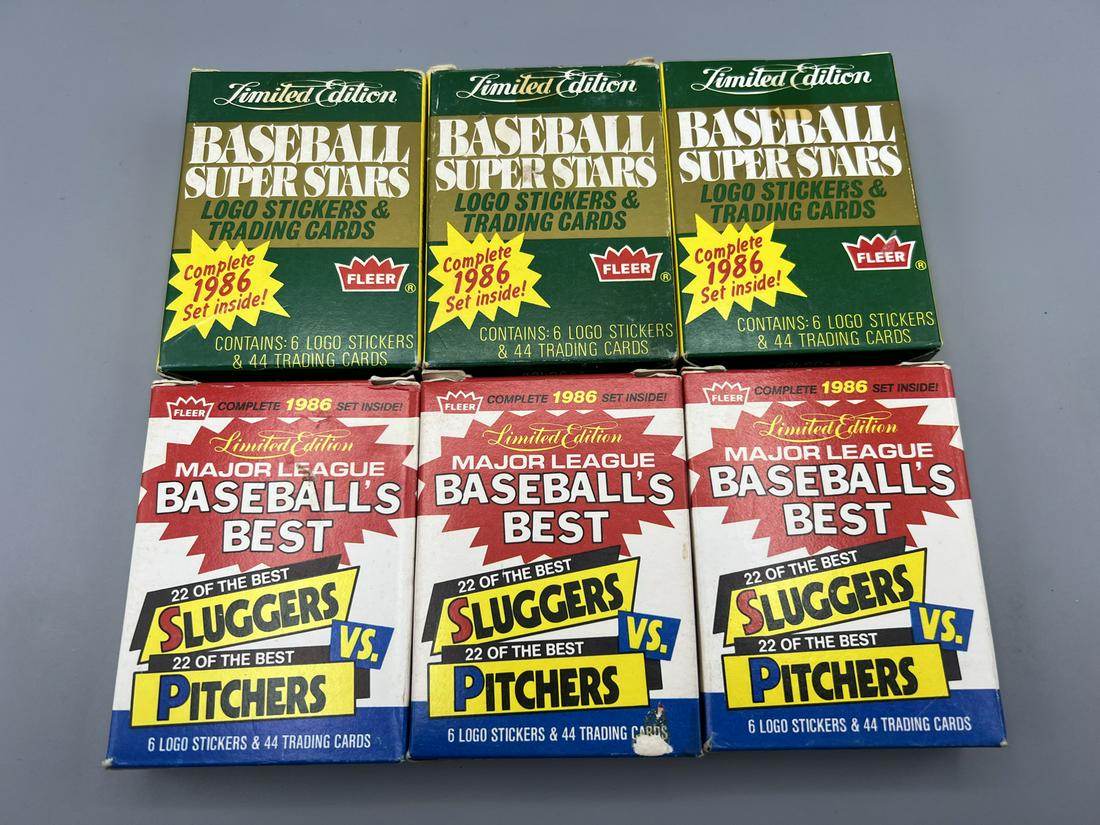 Limited Edition
BASEBALL
SUPER STARS
LOGO STICKERS &
TRADING CARDS
Complete
1986
Set inside!
FLEER ®
CONTAINS: 6 LOGO STICKERS
& 44 TRADING CARDS
Limited Edition
BASEBALL
SUPER STARS
LOGO STICKERS &
TRADING CARDS
Complete
1986
Set inside!
FLEER ®
CONTAINS: 6 LOGO STICKERS
& 44 TRADING CARDS
Limited Edition
BASEBALL
SUPER STARS
LOGO STICKERS &
TRADING CARDS
Complete
1986
Set inside!
FLEER ®
CONTAINS: 6 LOGO STICKERS
& 44 TRADING CARDS
FLEER COMPLETE 1986 SET INSIDE!
Limited Edition
MAJOR LEAGUE
BASEBALL'S
BEST
22 OF THE BEST
SLUGGERS
VS.
22 OF THE BEST
PITCHERS
6 LOGO STICKERS & 44 TRADING CARDS
FLEER COMPLETE 1986 SET INSIDE!
Limited Edition
MAJOR LEAGUE
BASEBALL'S
BEST
22 OF THE BEST
SLUGGERS
VS.
22 OF THE BEST
PITCHERS
6 LOGO STICKERS & 44 TRADING CARDS
FLEER COMPLETE 1986 SET INSIDE!
Limited Edition
MAJOR LEAGUE
BASEBALL'S
BEST
22 OF THE BEST
SLUGGERS
VS.
22 OF THE BEST
PITCHERS
6 LOGO STICKERS & 44 TRADING CARDS